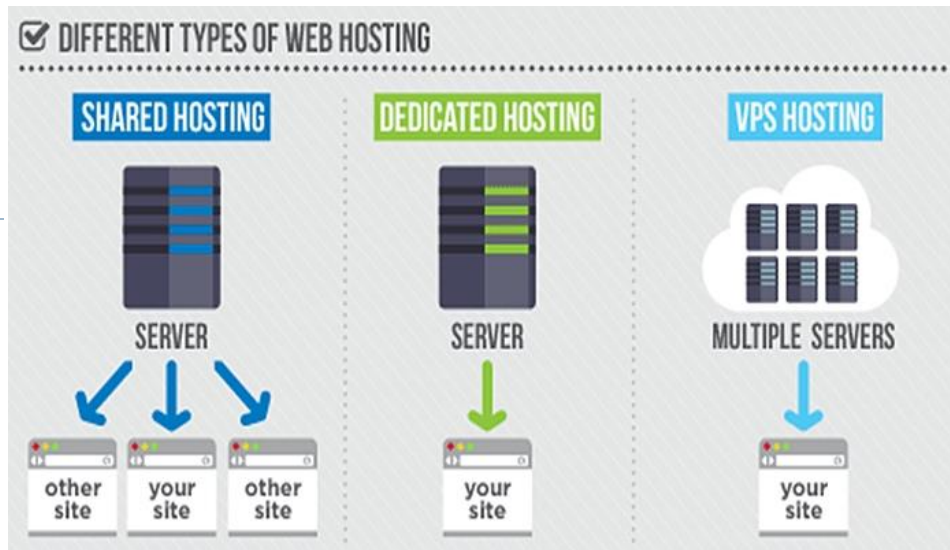 DIFFERENT TYPES OF WEB HOSTING
SHARED HOSTING
SERVER
other
site
your
site
other
site
DEDICATED HOSTING
SERVER
your
site
VPS HOSTING
MULTIPLE SERVERS
your
site